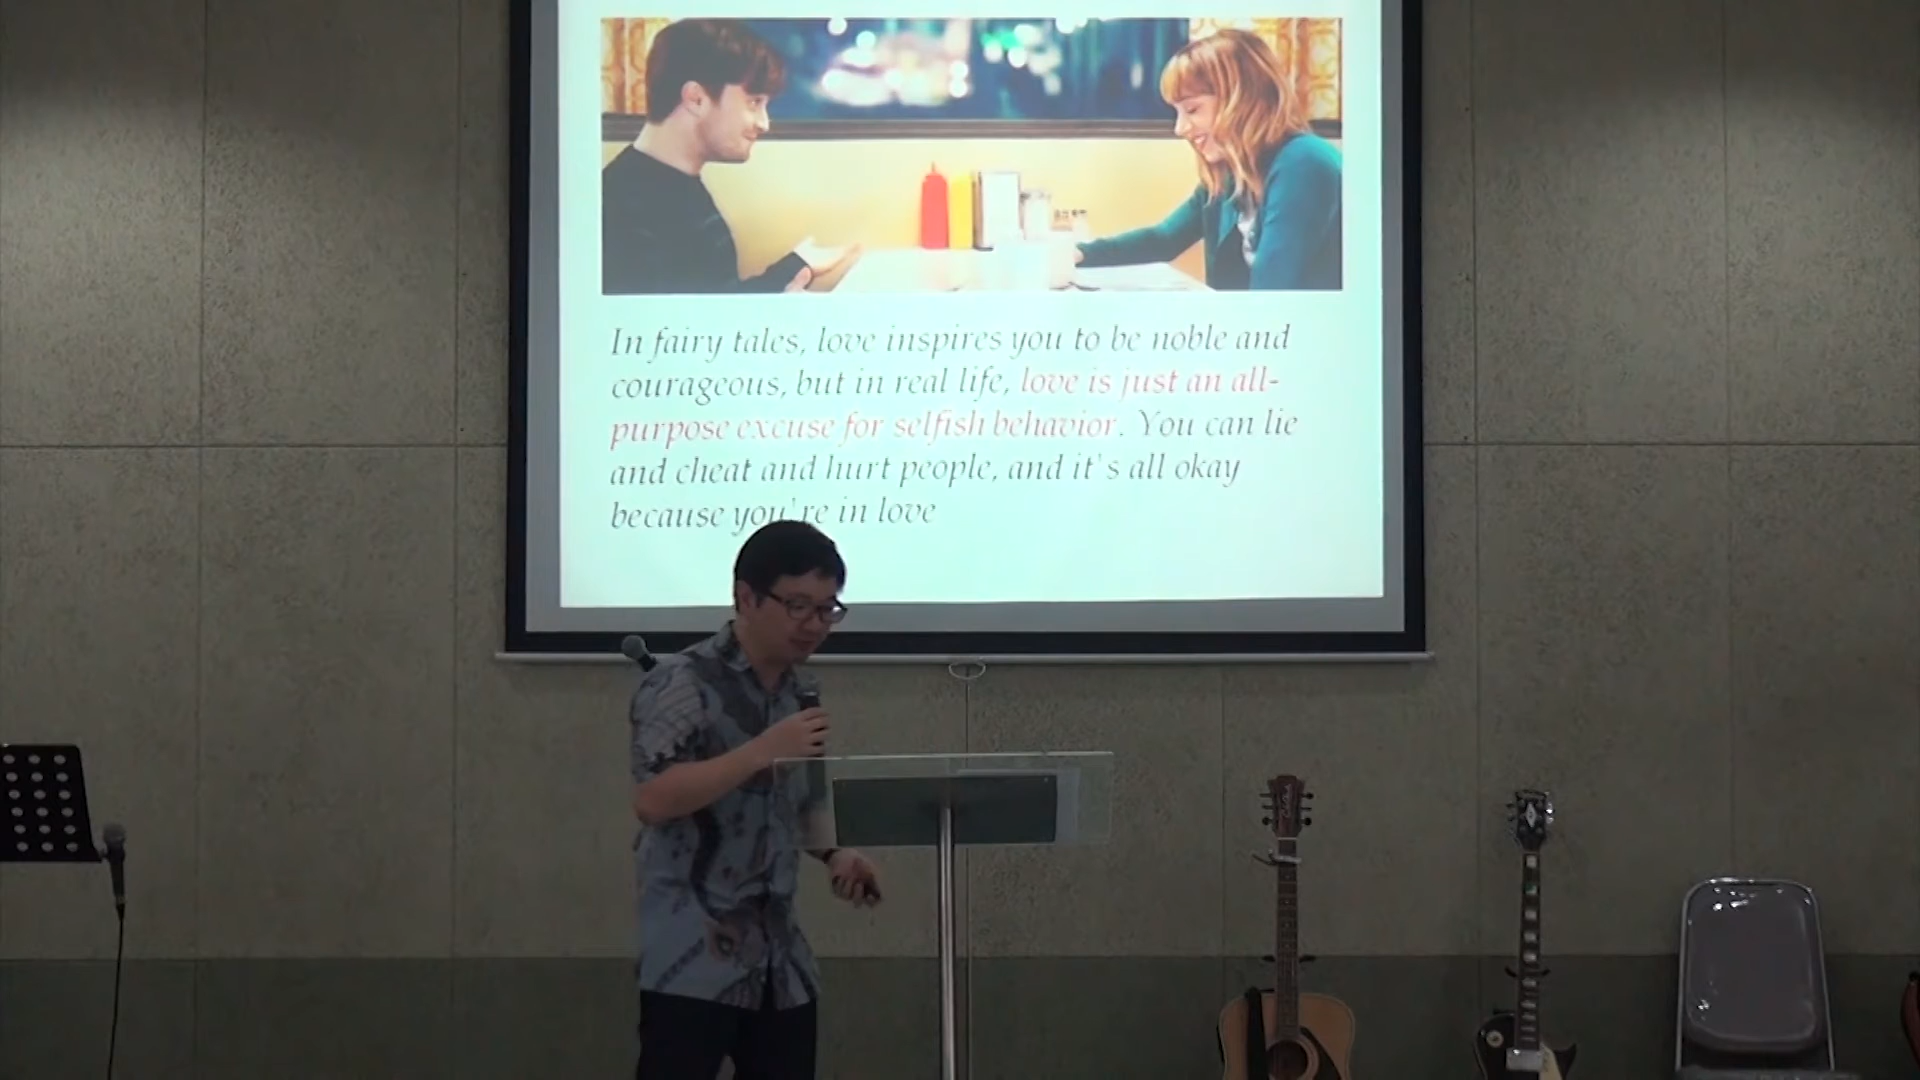 In fairy tales, love inspires you to be noble and
courageous, but in real life, love is just an all-
purpose excuse for selfish behavior. You can lie
and cheat and hurt people, and it's all okay
because you're in love